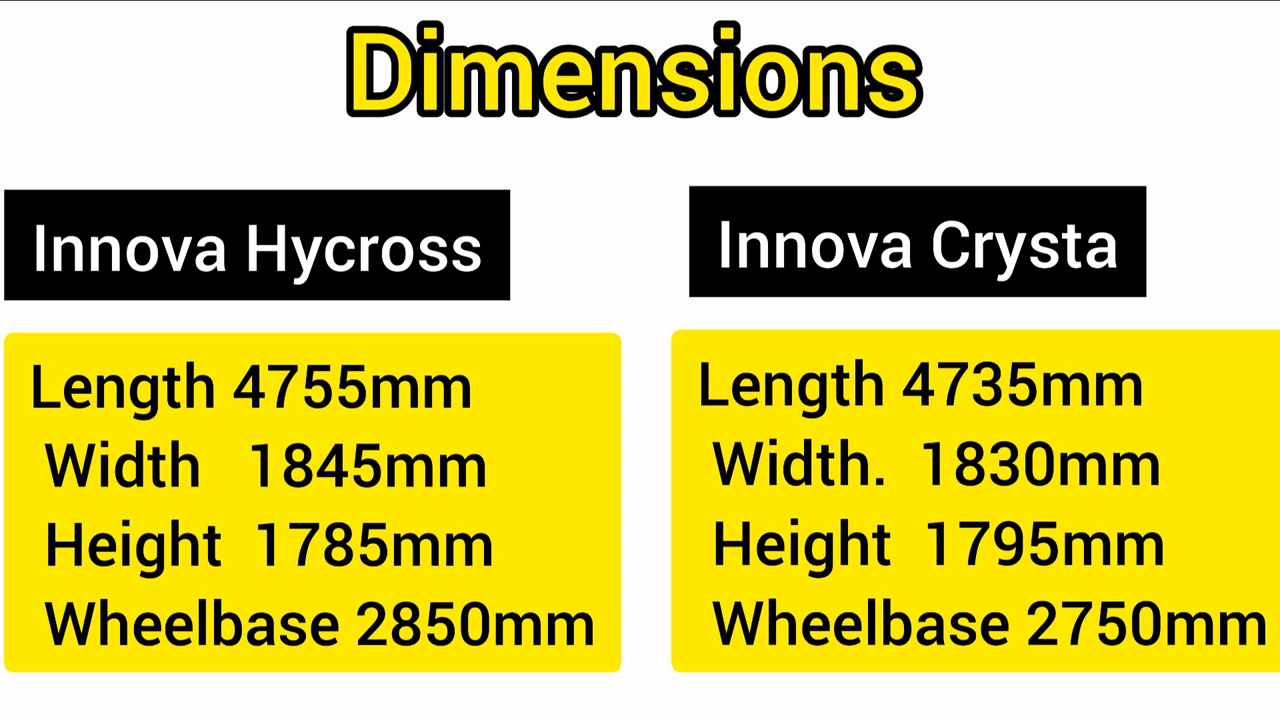 Dimensions
Innova Hycross
Length 4755mm
Width 1845mm
Height 1785mm
Wheelbase 2850mm
Innova Crysta
Length 4735mm
Width. 1830mm
Height 1795mm
Wheelbase 2750mm